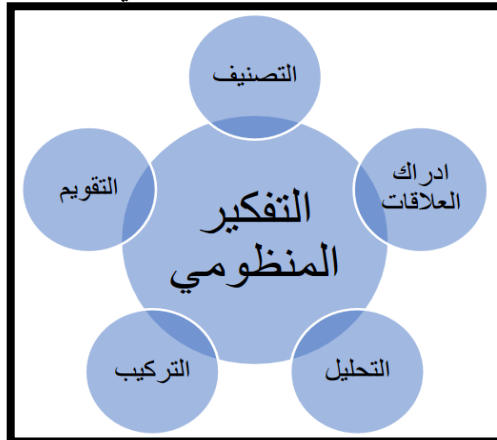 التصنيف
ادراك
العلاقات
التحليل
التركيب
التقويم
التفكير
المنظومي